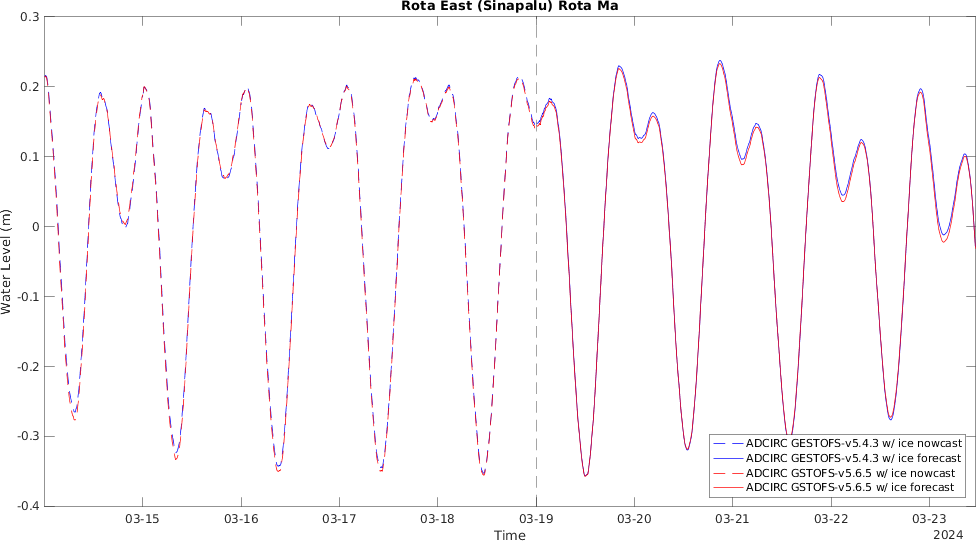 Rota East (Sinapalu) Rota Ma
0.3
0.2
0.1
0
-0.1
-0.2
-0.3
-0.4
Water Level (m)
ADCIRC GESTOFS-v5.4.3 w/ ice nowcast
ADCIRC GESTOFS-v5.4.3 w/ ice forecast
ADCIRC GSTOFS-v5.6.5 w/ ice nowcast
ADCIRC GSTOFS-v5.6.5 w/ ice forecast
03-15 03-16 03-17 03-18 03-19 03-20 03-21 03-22 03-23
Time
2024